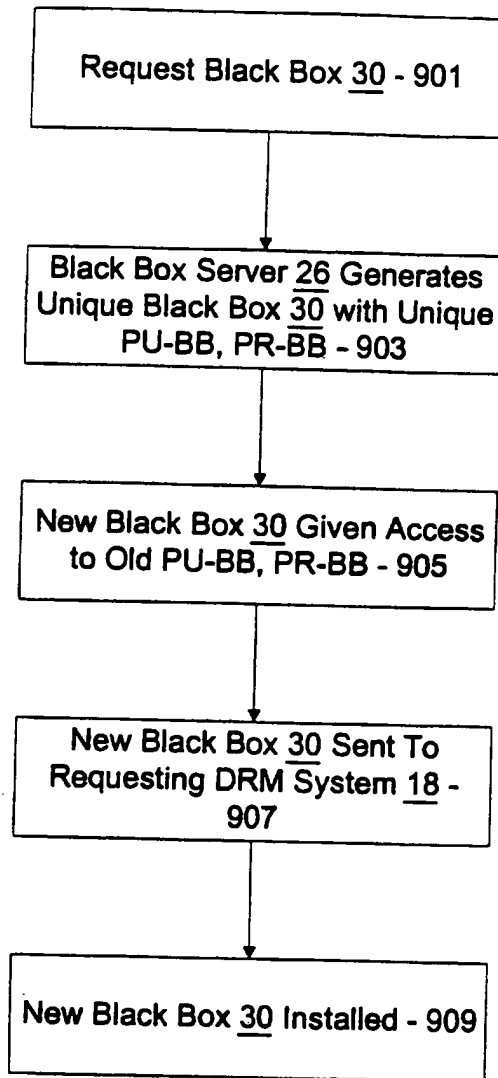 Request Black Box 30 - 901
Black Box Server 26 Generates
Unique Black Box 30 with Unique
PU-BB, PR-BB - 903
New Black Box 30 Given Access
to Old PU-BB, PR-BB - 905
New Black Box 30 Sent To
Requesting DRM System 18 -
907
New Black Box 30 Installed - 909